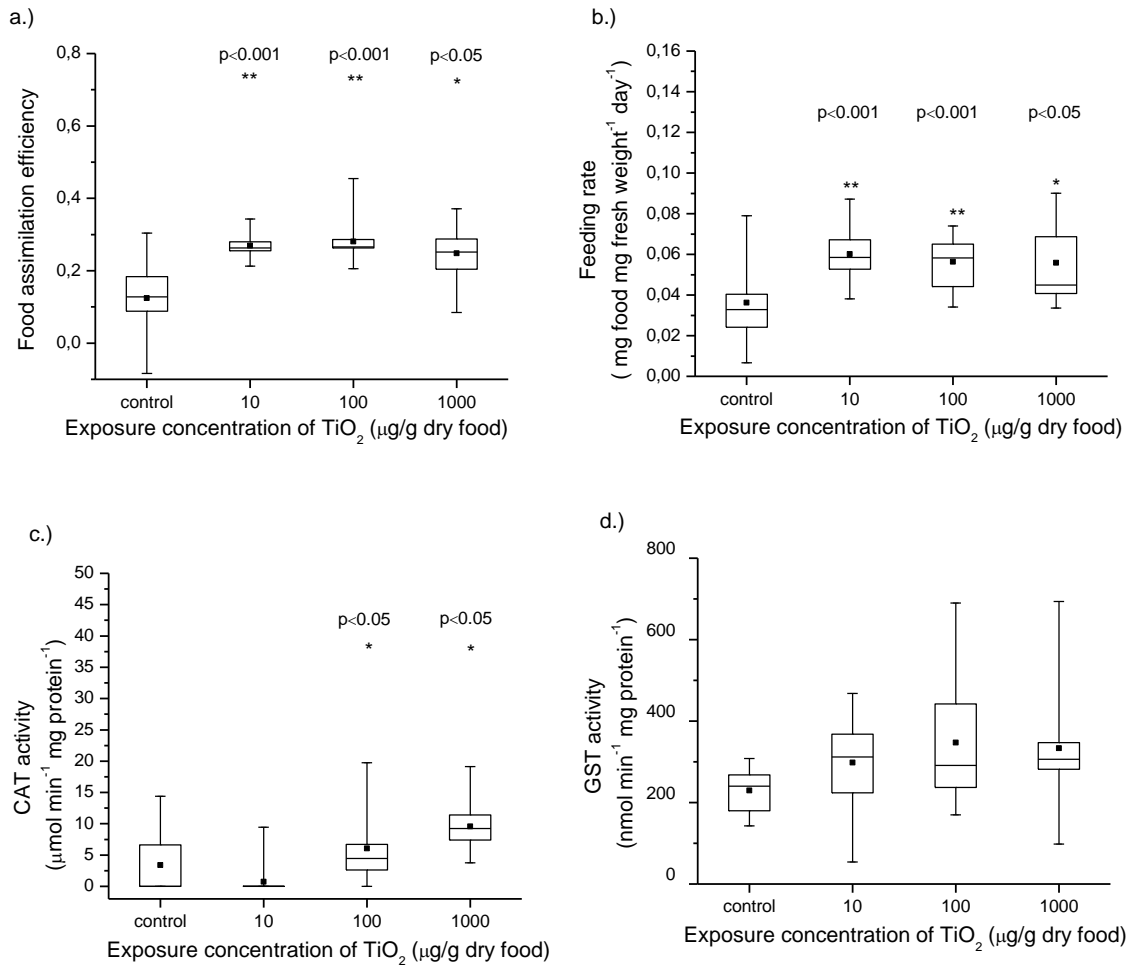 a.)
p<0.001 p<0.001 p<0.05
** ** *
0,8
0,6
0,4
0,2
0,0
Food assimilation efficiency
control 10 100 1000
Exposure concentration of TiO2 (μg/g dry food)
b.)
p<0.001 p<0.001 p<0.05
** ** *
0,16
0,14
0,12
0,10
0,08
0,06
0,04
0,02
0,00
Feeding rate
( mg food mg fresh weight-1 day-1)
control 10 100 1000
Exposure concentration of TiO2 (μg/g dry food)
c.)
p<0.05 p<0.05
* *
50
45
40
35
30
25
20
15
10
5
0
CAT activity
(μmol min-1 mg protein-1)
control 10 100 1000
Exposure concentration of TiO2 (μg/g dry food)
d.)
800
600
400
200
0
GST activity
(nmol min-1 mg protein-1)
control 10 100 1000
Exposure concentration of TiO2 (μg/g dry food)